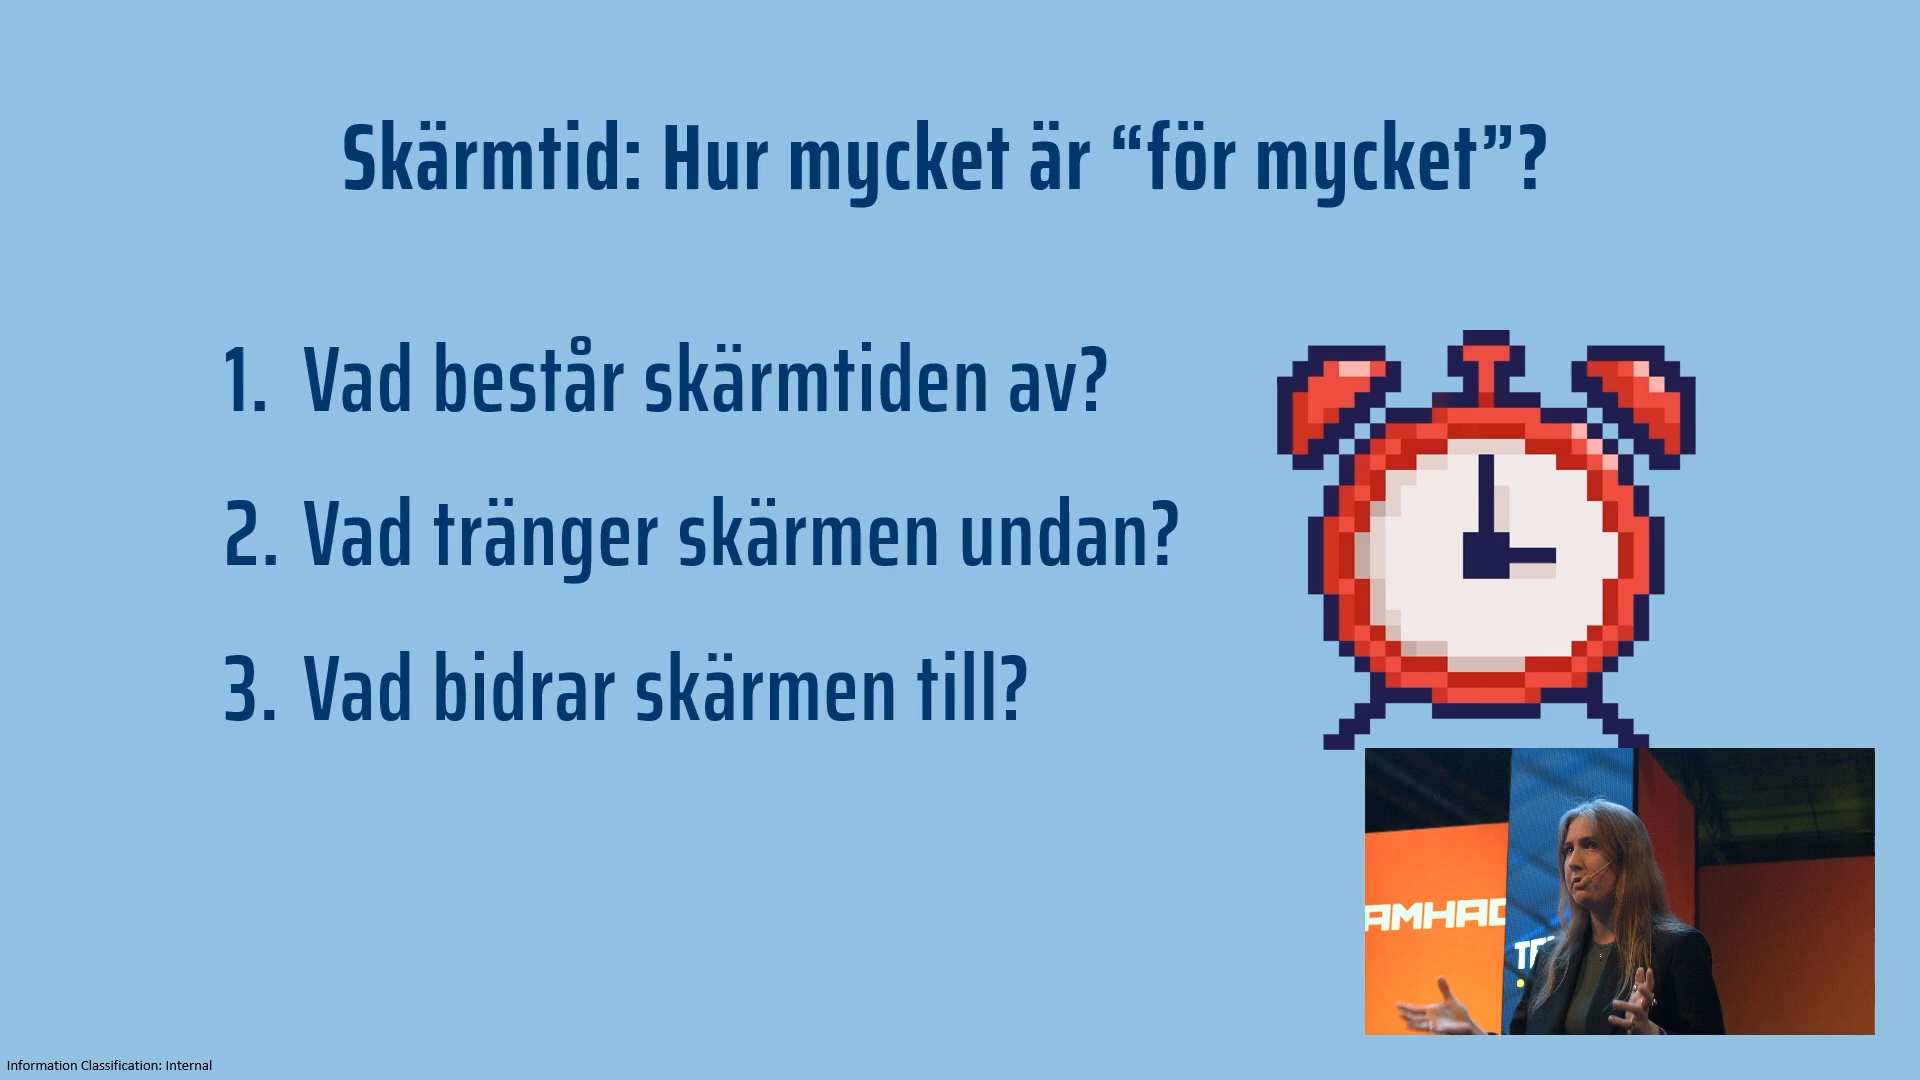 Skärmtid: Hur mycket är “för mycket”?
1. Vad består skärmtiden av?
2. Vad tränger skärmen undan?
3. Vad bidrar skärmen till?
AMHAC
TE
Information Classification: Internal